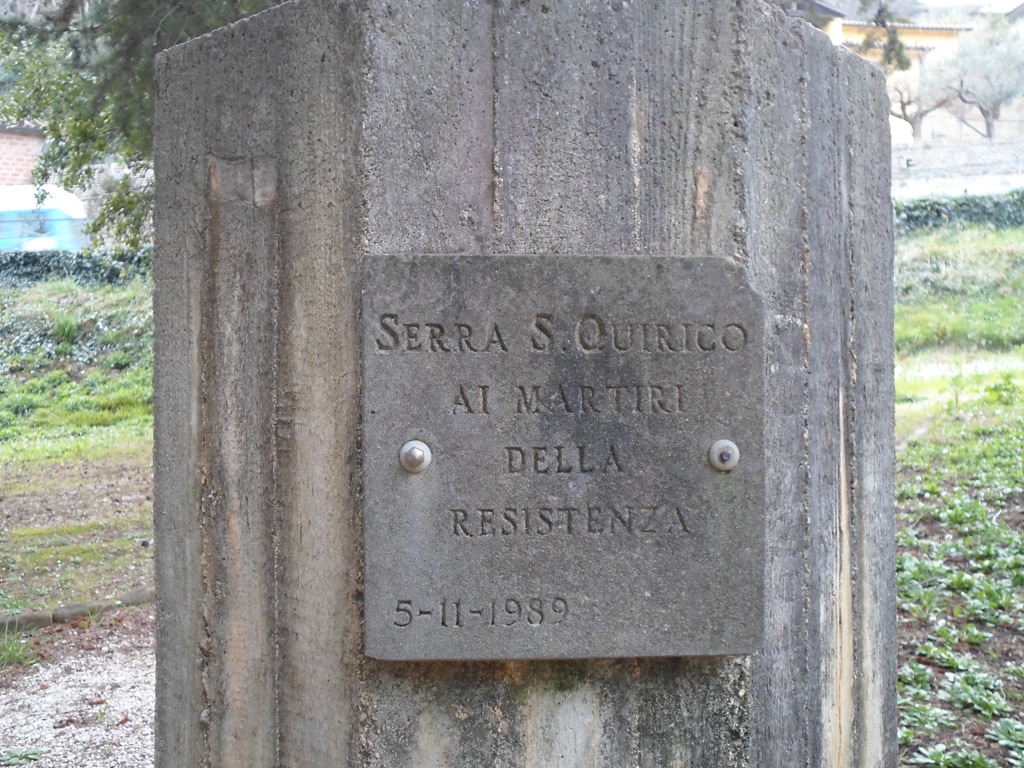 SERRA S. QUIRICO
AI MARTIRI
DELLA
RESISTENZA
5-11-1989